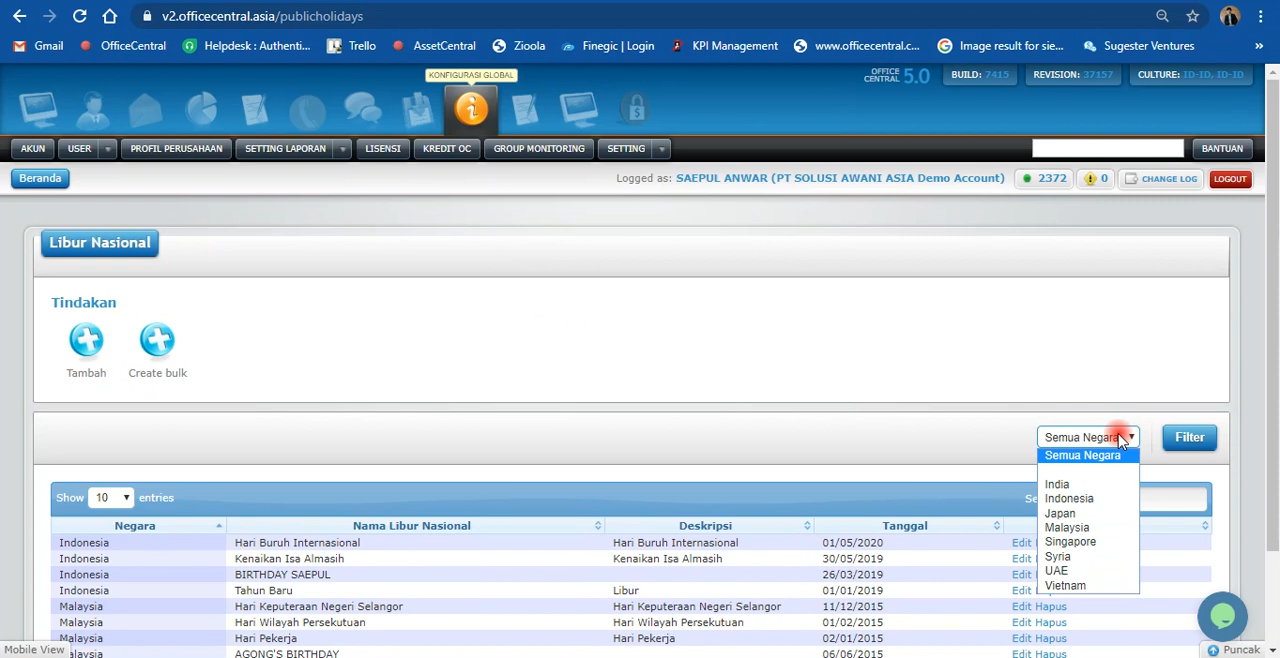 v2.officecentral.asia/publicholidays
Gmail OfficeCentral Helpdesk : Authenti... Trello AssetCentral Zioola Finegic | Login KPI Management www.officecentral.c... Image result for sie... Sugester Ventures »
KONFIGURASI GLOBAL
OFFICE CENTRAL 5.0 BUILD: 7415 REVISION: 37157 CULTURE: ID-ID, ID-ID
AKUN USER PROFIL PERUSAHAAN SETTING LAPORAN LISENSI KREDIT OC GROUP MONITORING SETTING BANTUAN
Beranda Logged as: SAEPUL ANWAR (PT SOLUSI AWANI ASIA Demo Account) 2372 0 CHANGE LOG LOGOUT
Libur Nasional
Tindakan
Tambah Create bulk
Semua Negara Filter
Semua Negara
India
Indonesia
Japan
Malaysia
Singapore
Syria
UAE
Vietnam
Show 10 entries Se
Negara Nama Libur Nasional Deskripsi Tanggal
Indonesia Hari Buruh Internasional Hari Buruh Internasional 01/05/2020 Edit
Indonesia Kenaikan Isa Almasih Kenaikan Isa Almasih 30/05/2019 Edit
Indonesia BIRTHDAY SAEPUL 26/03/2019 Edit
Indonesia Tahun Baru Libur 01/01/2019 Edit
Malaysia Hari Keputeraan Negeri Selangor Hari Keputeraan Negeri Selangor 11/12/2015 Edit Hapus
Malaysia Hari Wilayah Persekutuan Hari Wilayah Persekutuan 01/02/2015 Edit Hapus
Malaysia Hari Pekerja Hari Pekerja 02/01/2015 Edit Hapus
alaysia AGONG'S BIRTHDAY 06/06/2015 Edit Hapus
Mobile View Puncak